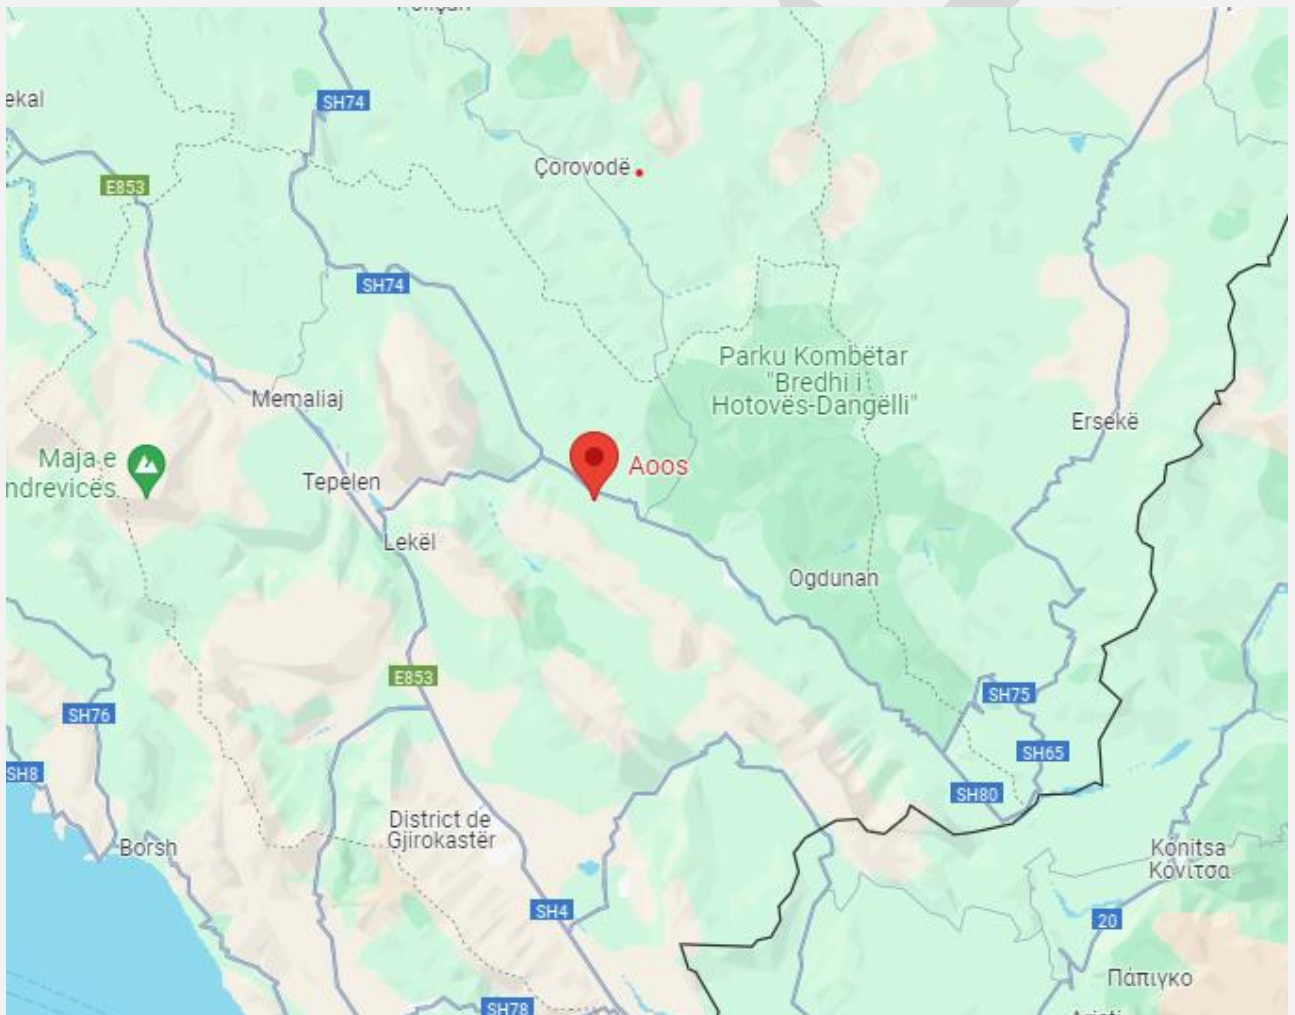 ekal
SH74
E853
Çorovodë
SH74
Parku Kombëtar
"Bredhi i
Hotovës-Dangëlli"
Memaliaj
Ersekë
Maja e
ndrevicës
Aoos
Tepelen
Lekël
Ogdunan
E853
SH75
SH76
SH65
SH8
SH80
District de
Gjirokastër
Borsh
Konitsa
Κόνιτσα
SH4
20
Πάπιγκο
SH78